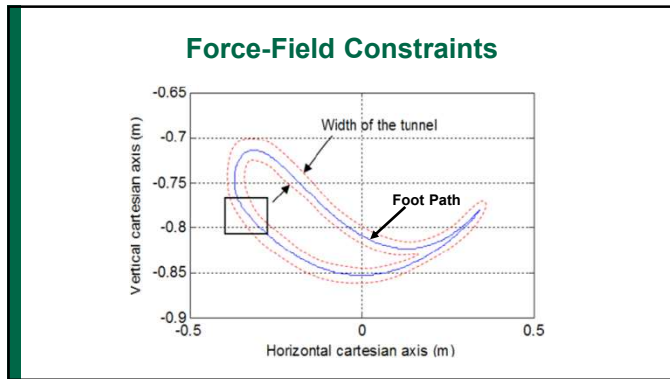 Force-Field Constraints
-0.65
-0.7
-0.75
-0.8
-0.85
-0.9
Vertical cartesian axis (m)
Width of the tunnel
Foot Path
-0.5
0
0.5
Horizontal cartesian axis (m)